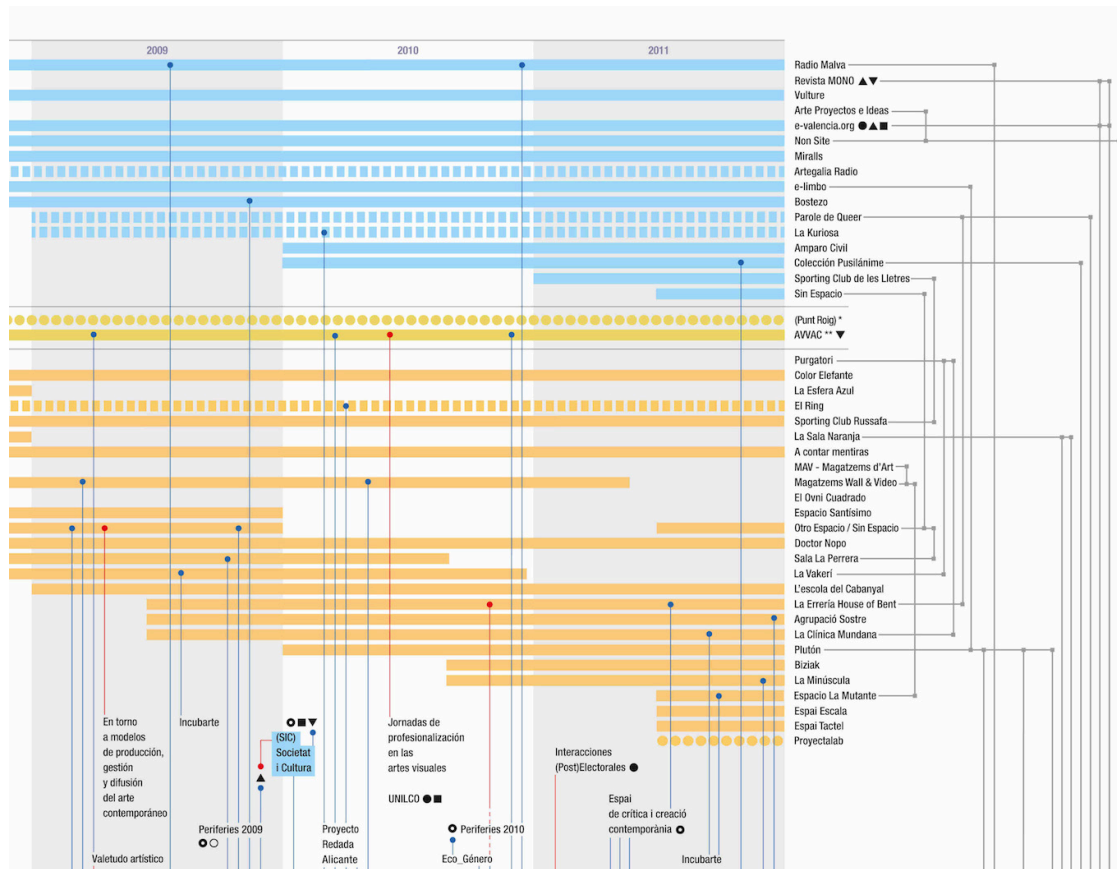 2009
2010
2011
Radio Malva
Revista MONO ▲▼
Vulture
Arte Proyectos e Ideas
e-valencia.org ●▲■
Non Site
Miralls
Artegalia Radio
e-limbo
Bostezo
Parole de Queer
La Kuriosa
Amparo Civil
Colección Pusilánime
Sporting Club de les Lletres
Sin Espacio
(Punt Roig) *
AVVAC ** ▼
Purgatori
Color Elefante
La Esfera Azul
El Ring
Sporting Club Russafa
La Sala Naranja
A contar mentiras
MAV - Magatzems d'Art
Magatzems Wall & Video
El Ovni Cuadrado
Espacio Santísimo
Otro Espacio / Sin Espacio
Doctor Nopo
Sala La Perrera
La Vakerí
L'escola del Cabanyal
La Errería House of Bent
Agrupació Sostre
La Clínica Mundana
Plutón
Biziak
La Minúscula
Espacio La Mutante
Espai Escala
Espai Tactel
Proyectalab
En torno
a modelos
de producción,
gestión
y difusión
del arte
contemporáneo
Incubarte
(SIC)
Societat
i Cultura
Jornadas de
profesionalización
en las
artes visuales
UNILCO ●■
Interacciones
(Post)Electorales ●
Espai
de crítica i creació
contemporània
Periferies 2009
Valetudo artístico
Proyecto
Redada
Alicante
Periferies 2010
Eco_Género
Incubarte